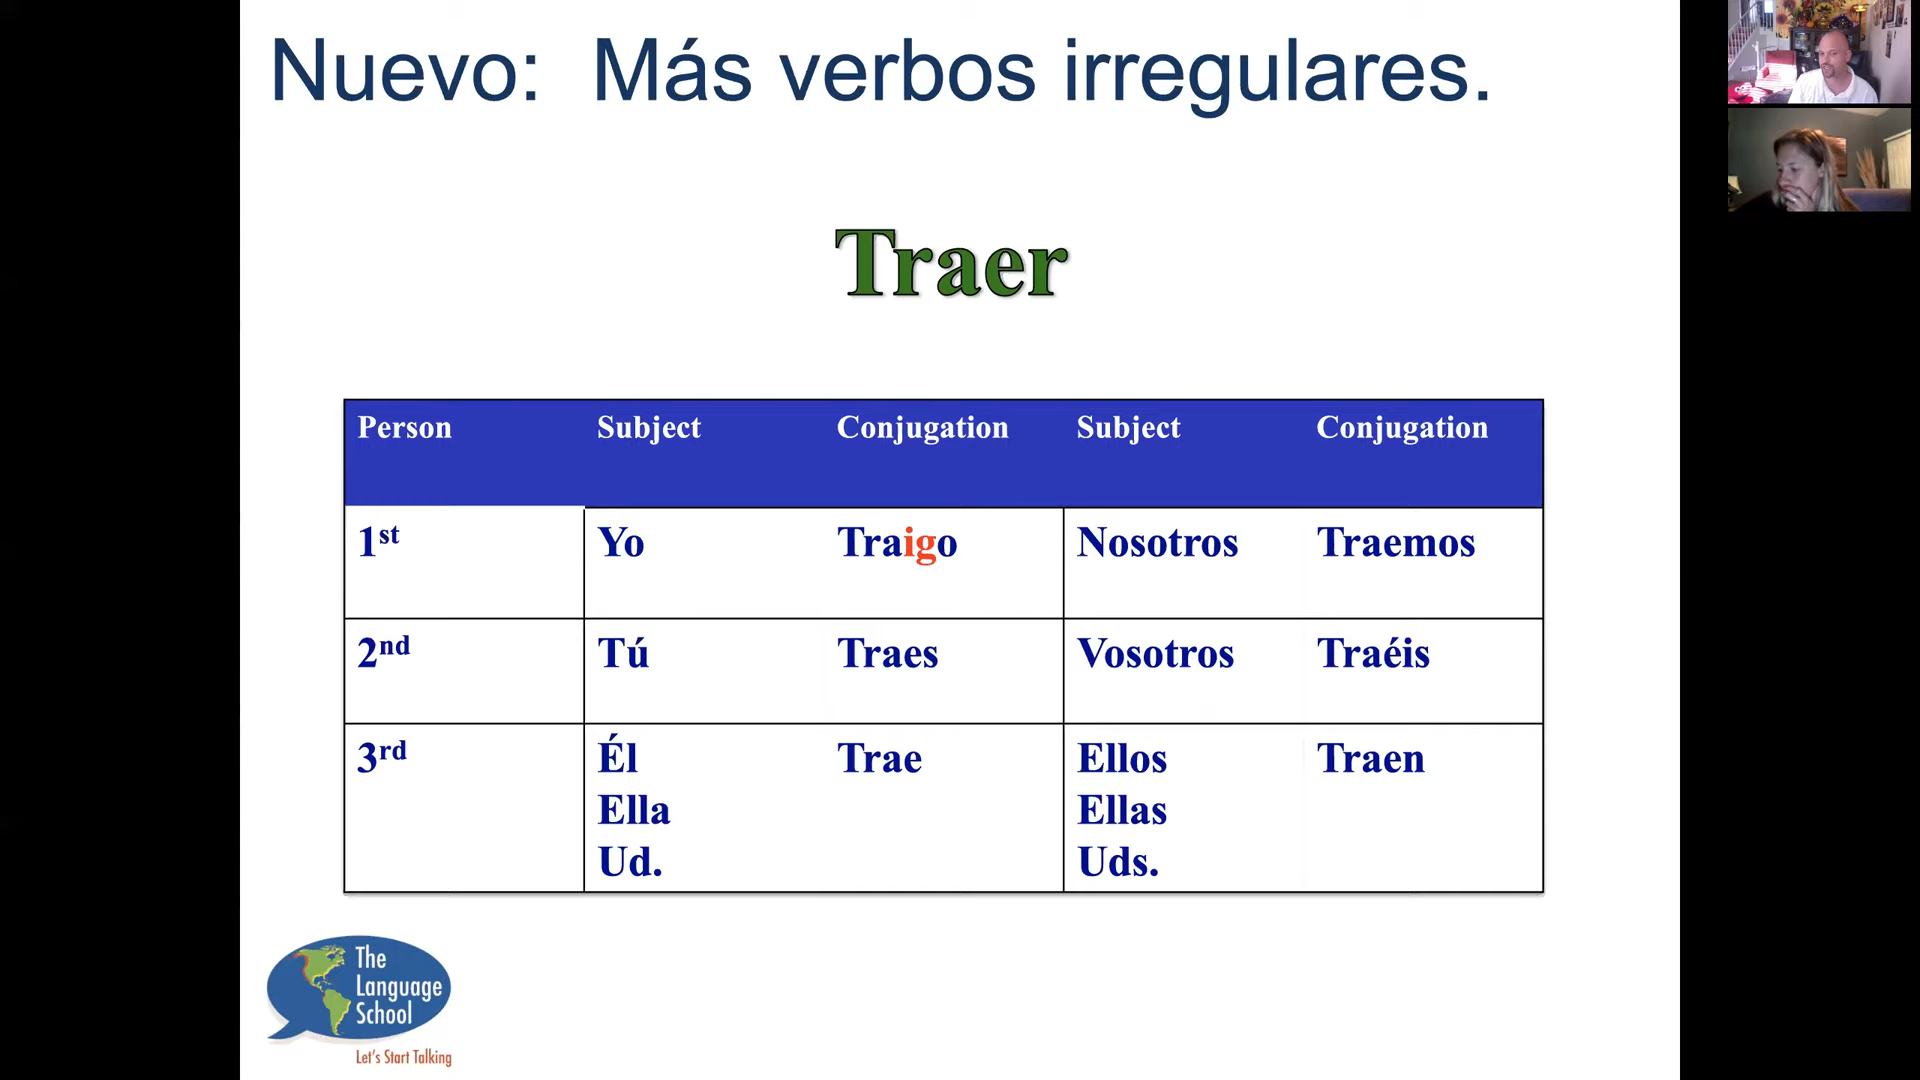 Nuevo: Más verbos irregulares.
Traer
Person Subject Conjugation Subject Conjugation
1st Yo Traigo Nosotros Traemos
2nd Tú Traes Vosotros Traéis
3rd Él Trae Ellos Traen
Ella Ellas
Ud. Uds.
The
Language
School
Let's Start Talking